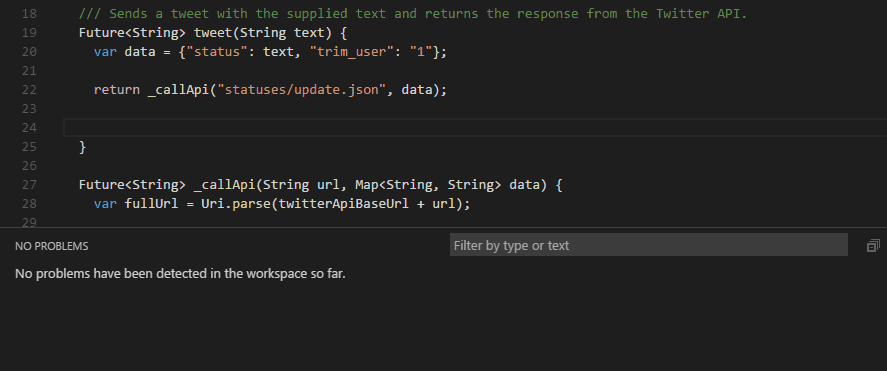 18 /// Sends a tweet with the supplied text and returns the response from the Twitter API.
19 Future<String> tweet(String text) {
20 var data = {"status": text, "trim_user": "1"};
21
22 return _callApi("statuses/update.json", data);
23
24
25 }
26
27 Future<String> _callApi(String url, Map<String, String> data) {
28 var fullUrl = Uri.parse(twitterApiBaseUrl + url);
29
NO PROBLEMS Filter by type or text
No problems have been detected in the workspace so far.